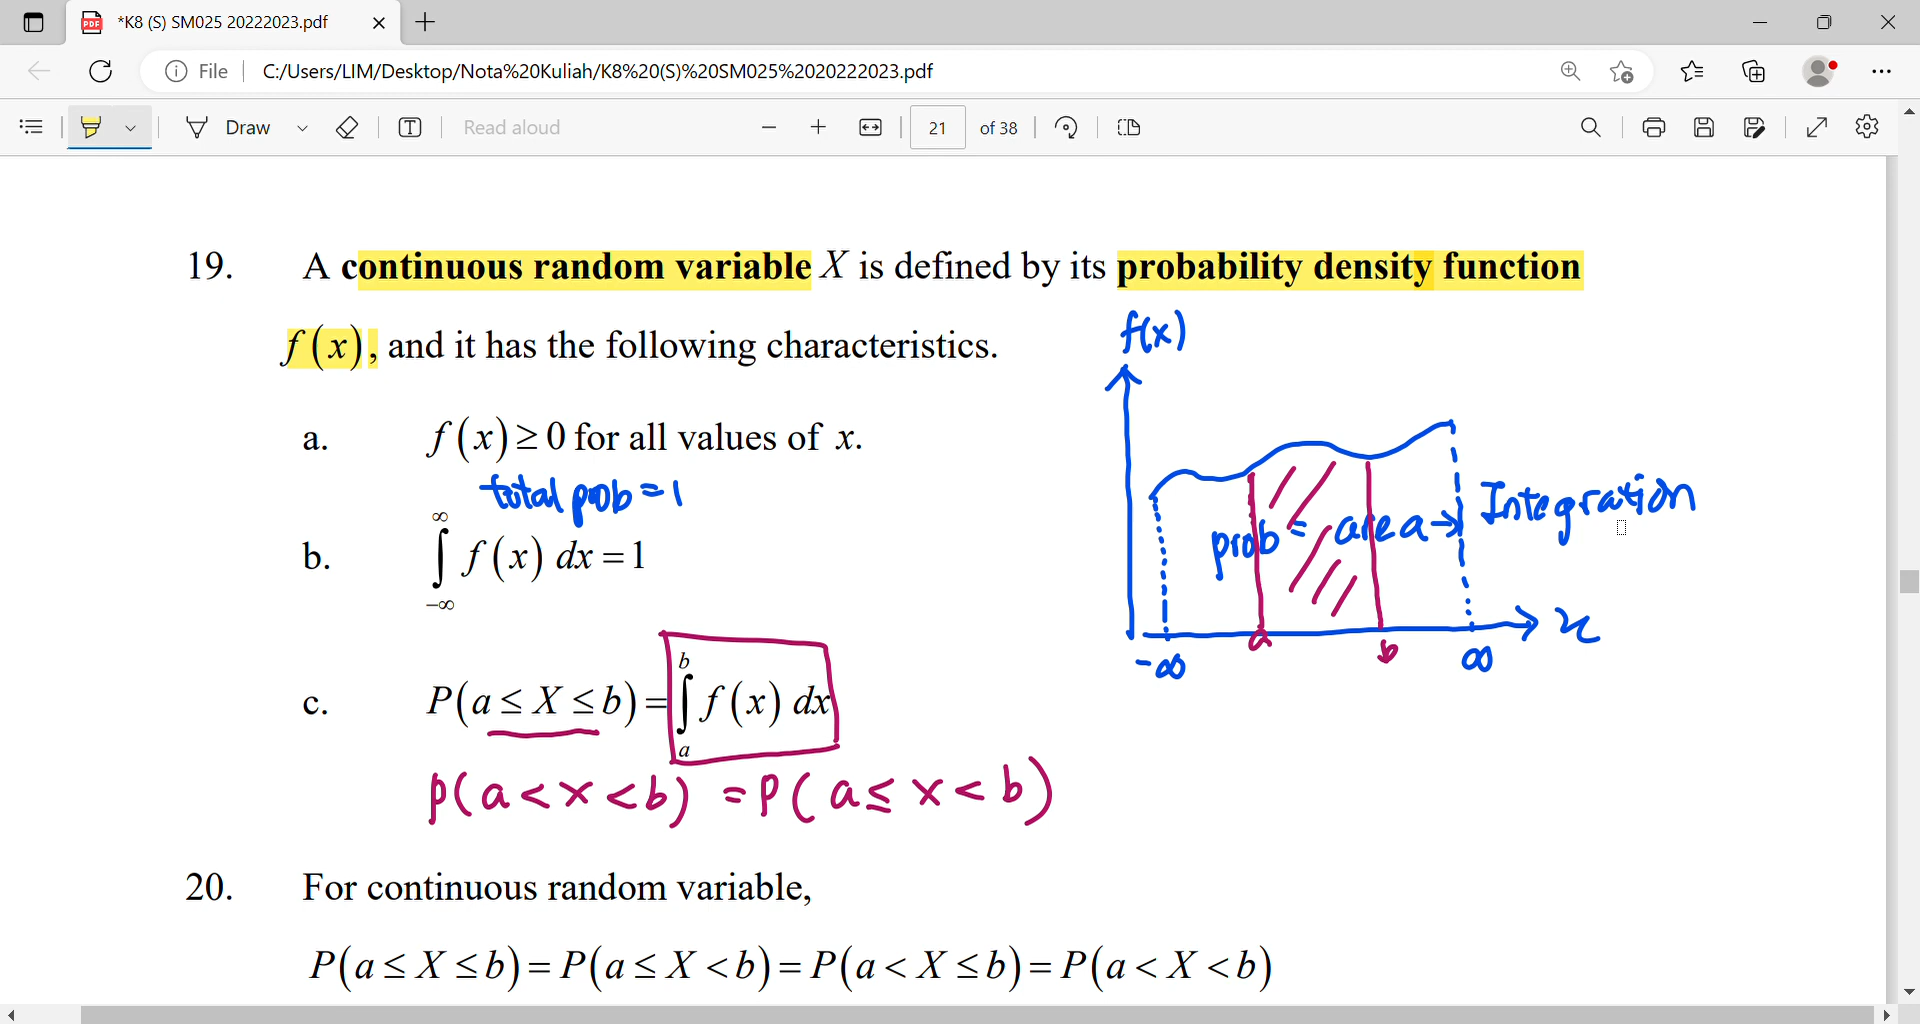 *K8 (S) SM025 20222023.pdf
File C:/Users/LIM/Desktop/Nota%20Kuliah/K8%20(S)%20SM025%2020222023.pdf
Draw Read aloud 21 of 38
19. A continuous random variable X is defined by its probability density function
f(x), and it has the following characteristics.
f(x)
a. f(x) ≥ 0 for all values of x.
total prob = 1
b. ∫_{-∞}^{∞} f(x) dx = 1
prob = area → Integration
-∞ a b ∞ x
c. P(a ≤ X ≤ b) = ∫_{a}^{b} f(x) dx
P(a < X < b) = P(a ≤ X < b)
20. For continuous random variable,
P(a ≤ X ≤ b) = P(a ≤ X < b) = P(a < X ≤ b) = P(a < X < b)